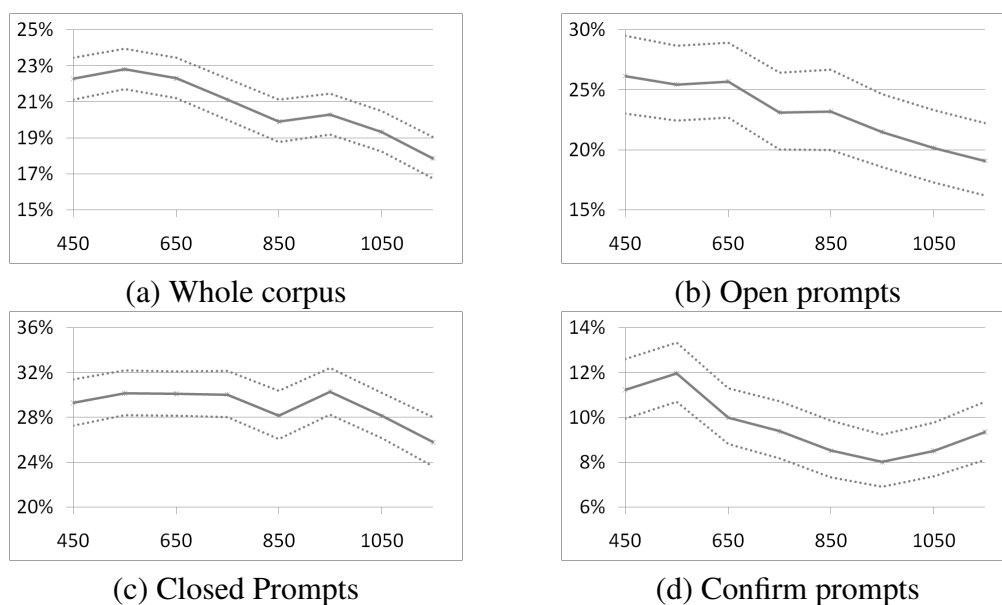 25%
23%
21%
19%
17%
15%
450 650 850 1050
(a) Whole corpus
30%
25%
20%
15%
450 650 850 1050
(b) Open prompts
36%
32%
28%
24%
20%
450 650 850 1050
(c) Closed Prompts
14%
12%
10%
8%
6%
450 650 850 1050
(d) Confirm prompts